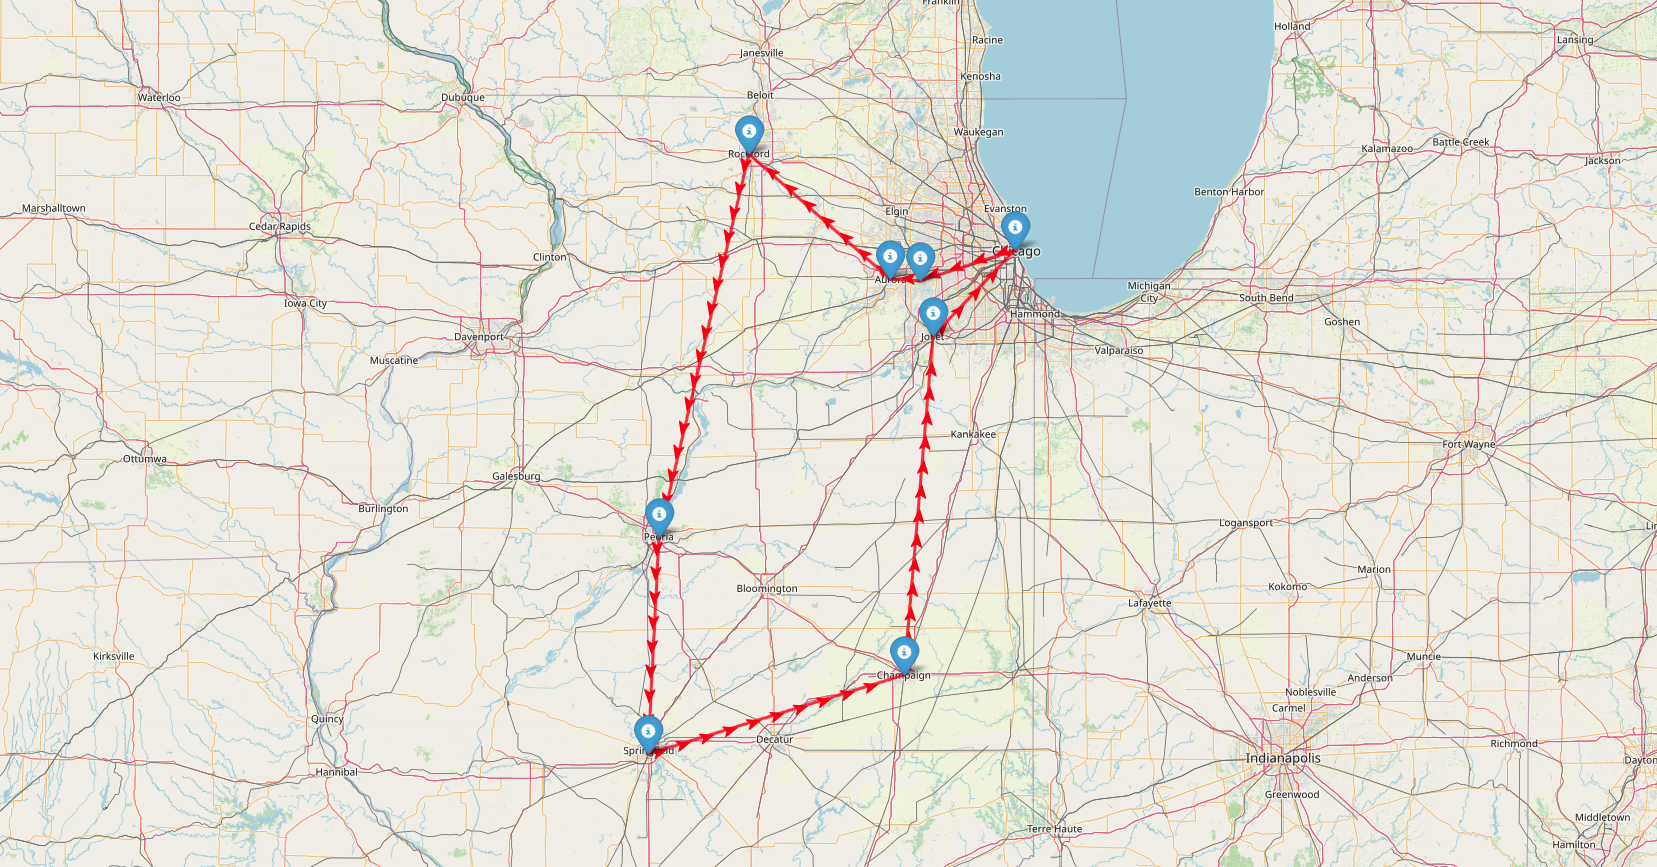 Franklin
Holland
Racine
Lansing
Janesville
Kenosha
Beloit
Waterloo
Dubuque
Waukegan
Battle Creek
Kalamazoo
Rockford
Jackson
Benton Harbor
Marshalltown
Elgin
Evanston
Cedar Rapids
Chicago
Clinton
Aurora
Michigan
City
South Bend
Iowa City
Hammond
Goshen
Davenport
Joliet
Valparaiso
Muscatine
Kankakee
Fort Wayne
Ottumwa
Galesburg
Burlington
Logansport
Peoria
Marion
Bloomington
Kokomo
Lafayette
Kirksville
Muncie
Champaign
Anderson
Noblesville
Carmel
Quincy
Decatur
Richmond
Springfield
Indianapolis
Dayton
Hannibal
Greenwood
Middletown
Terre Haute
Hamilton